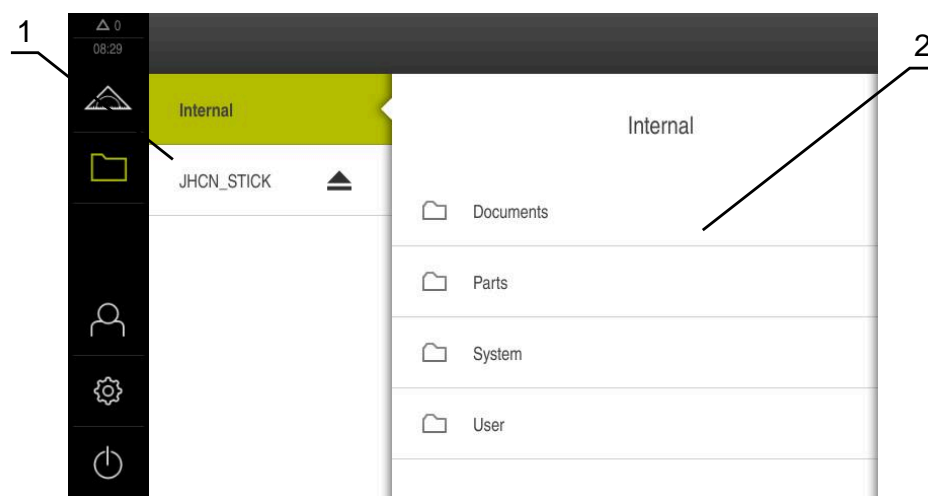 1
2
0
08:29
Internal
JHCN_STICK
Internal
Documents
Parts
System
User